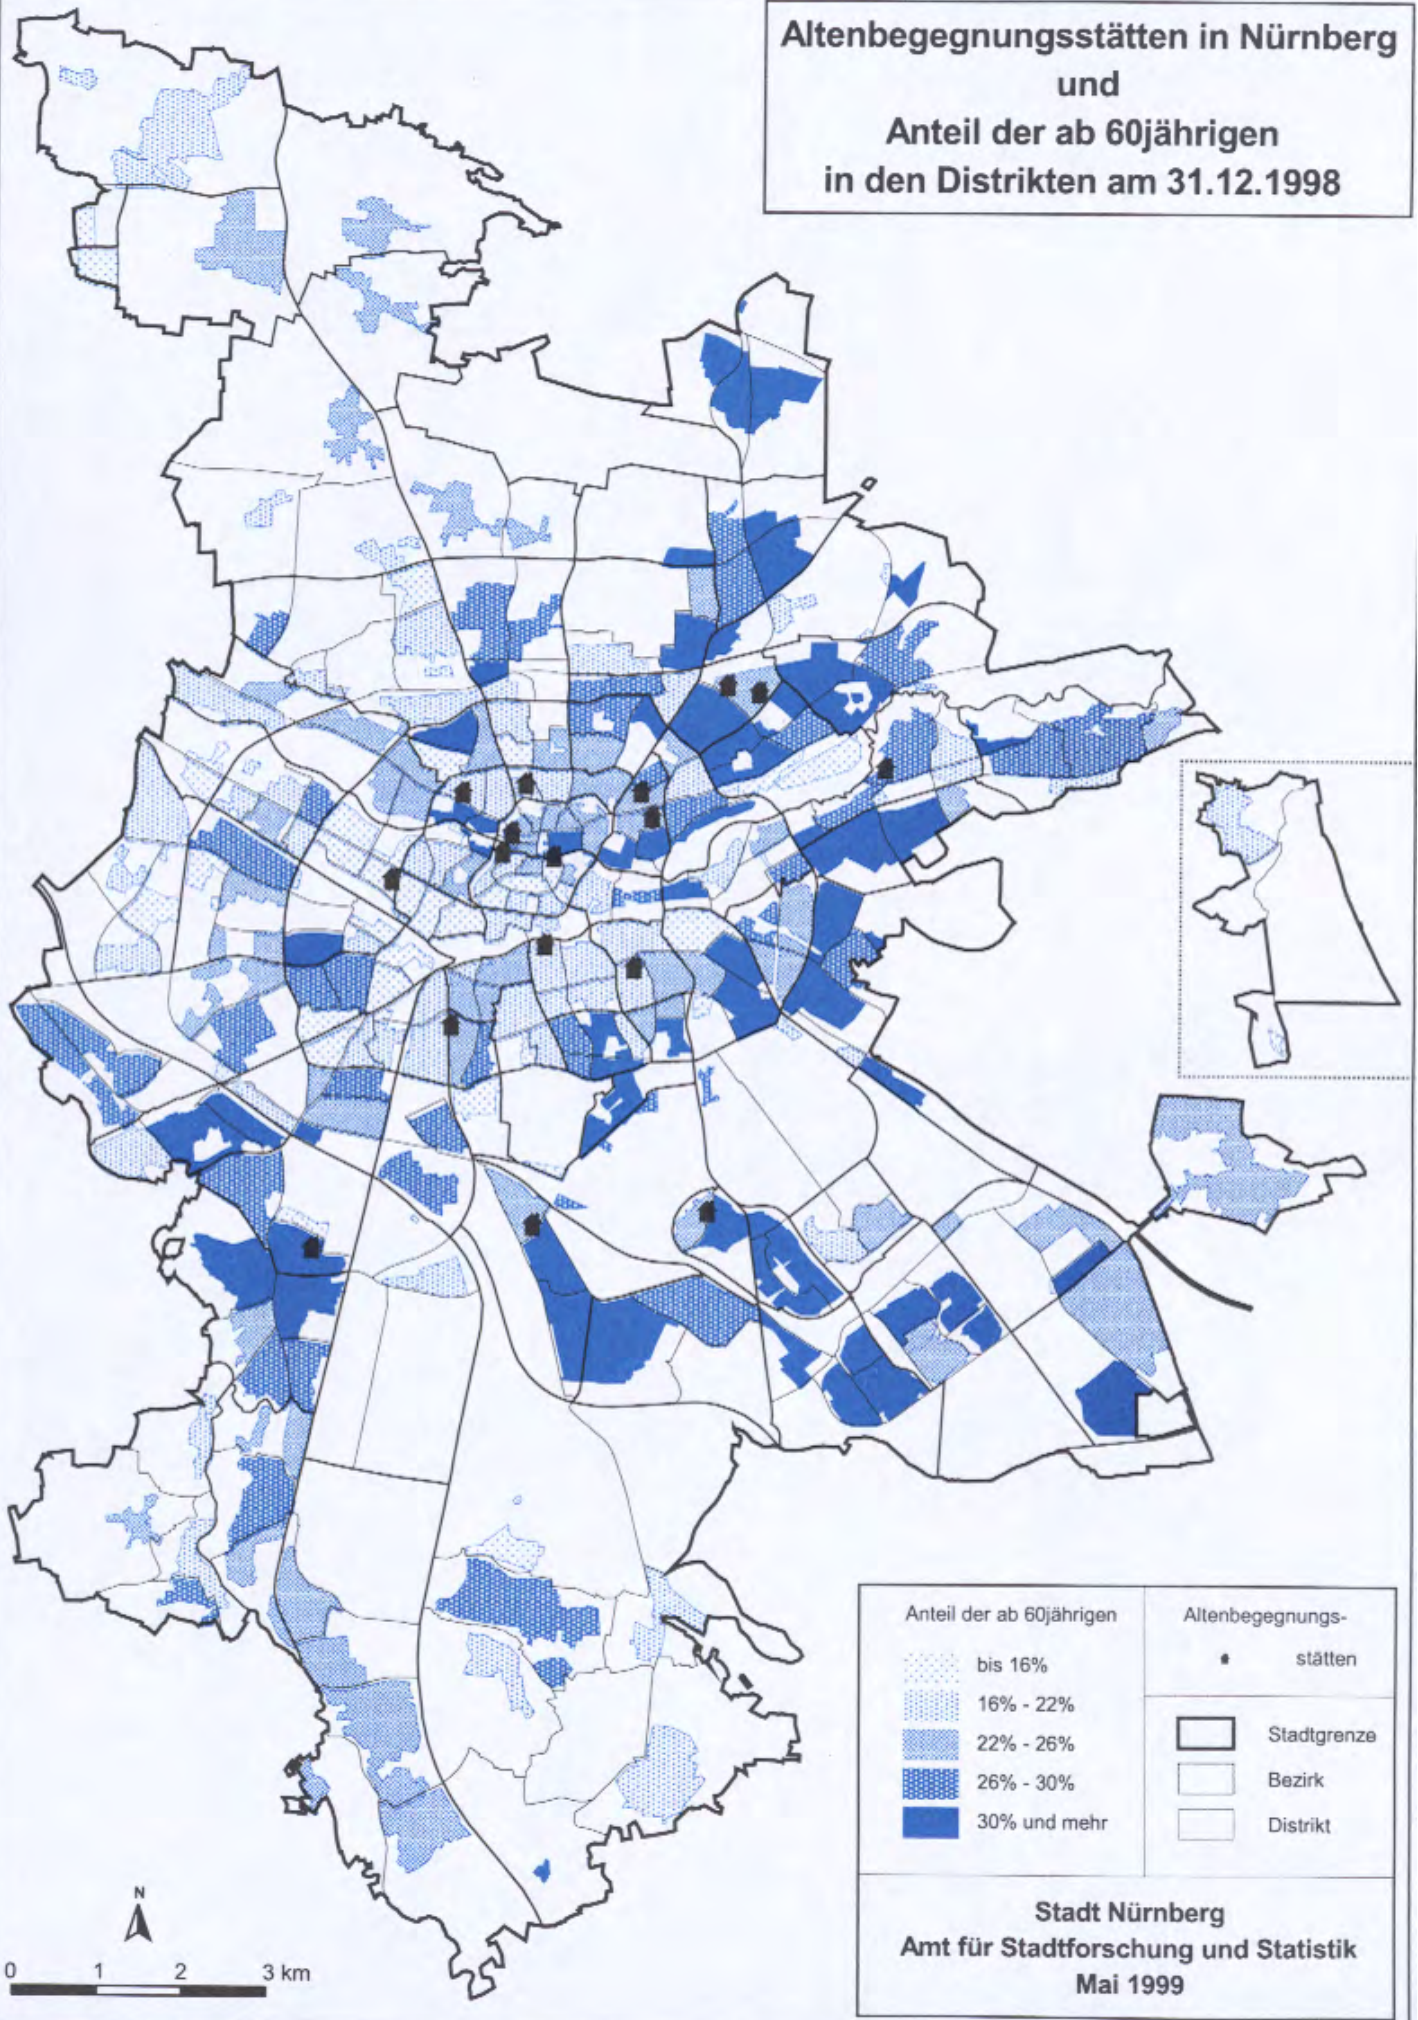 Altenbegegnungsstätten in Nürnberg
und
Anteil der ab 60jährigen
in den Distrikten am 31.12.1998
Anteil der ab 60jährigen
bis 16%
16% - 22%
22% - 26%
26% - 30%
30% und mehr
Altenbegegnungs-
stätten
Stadtgrenze
Bezirk
Distrikt
Stadt Nürnberg
Amt für Stadtforschung und Statistik
Mai 1999
N
0 1 2 3 km